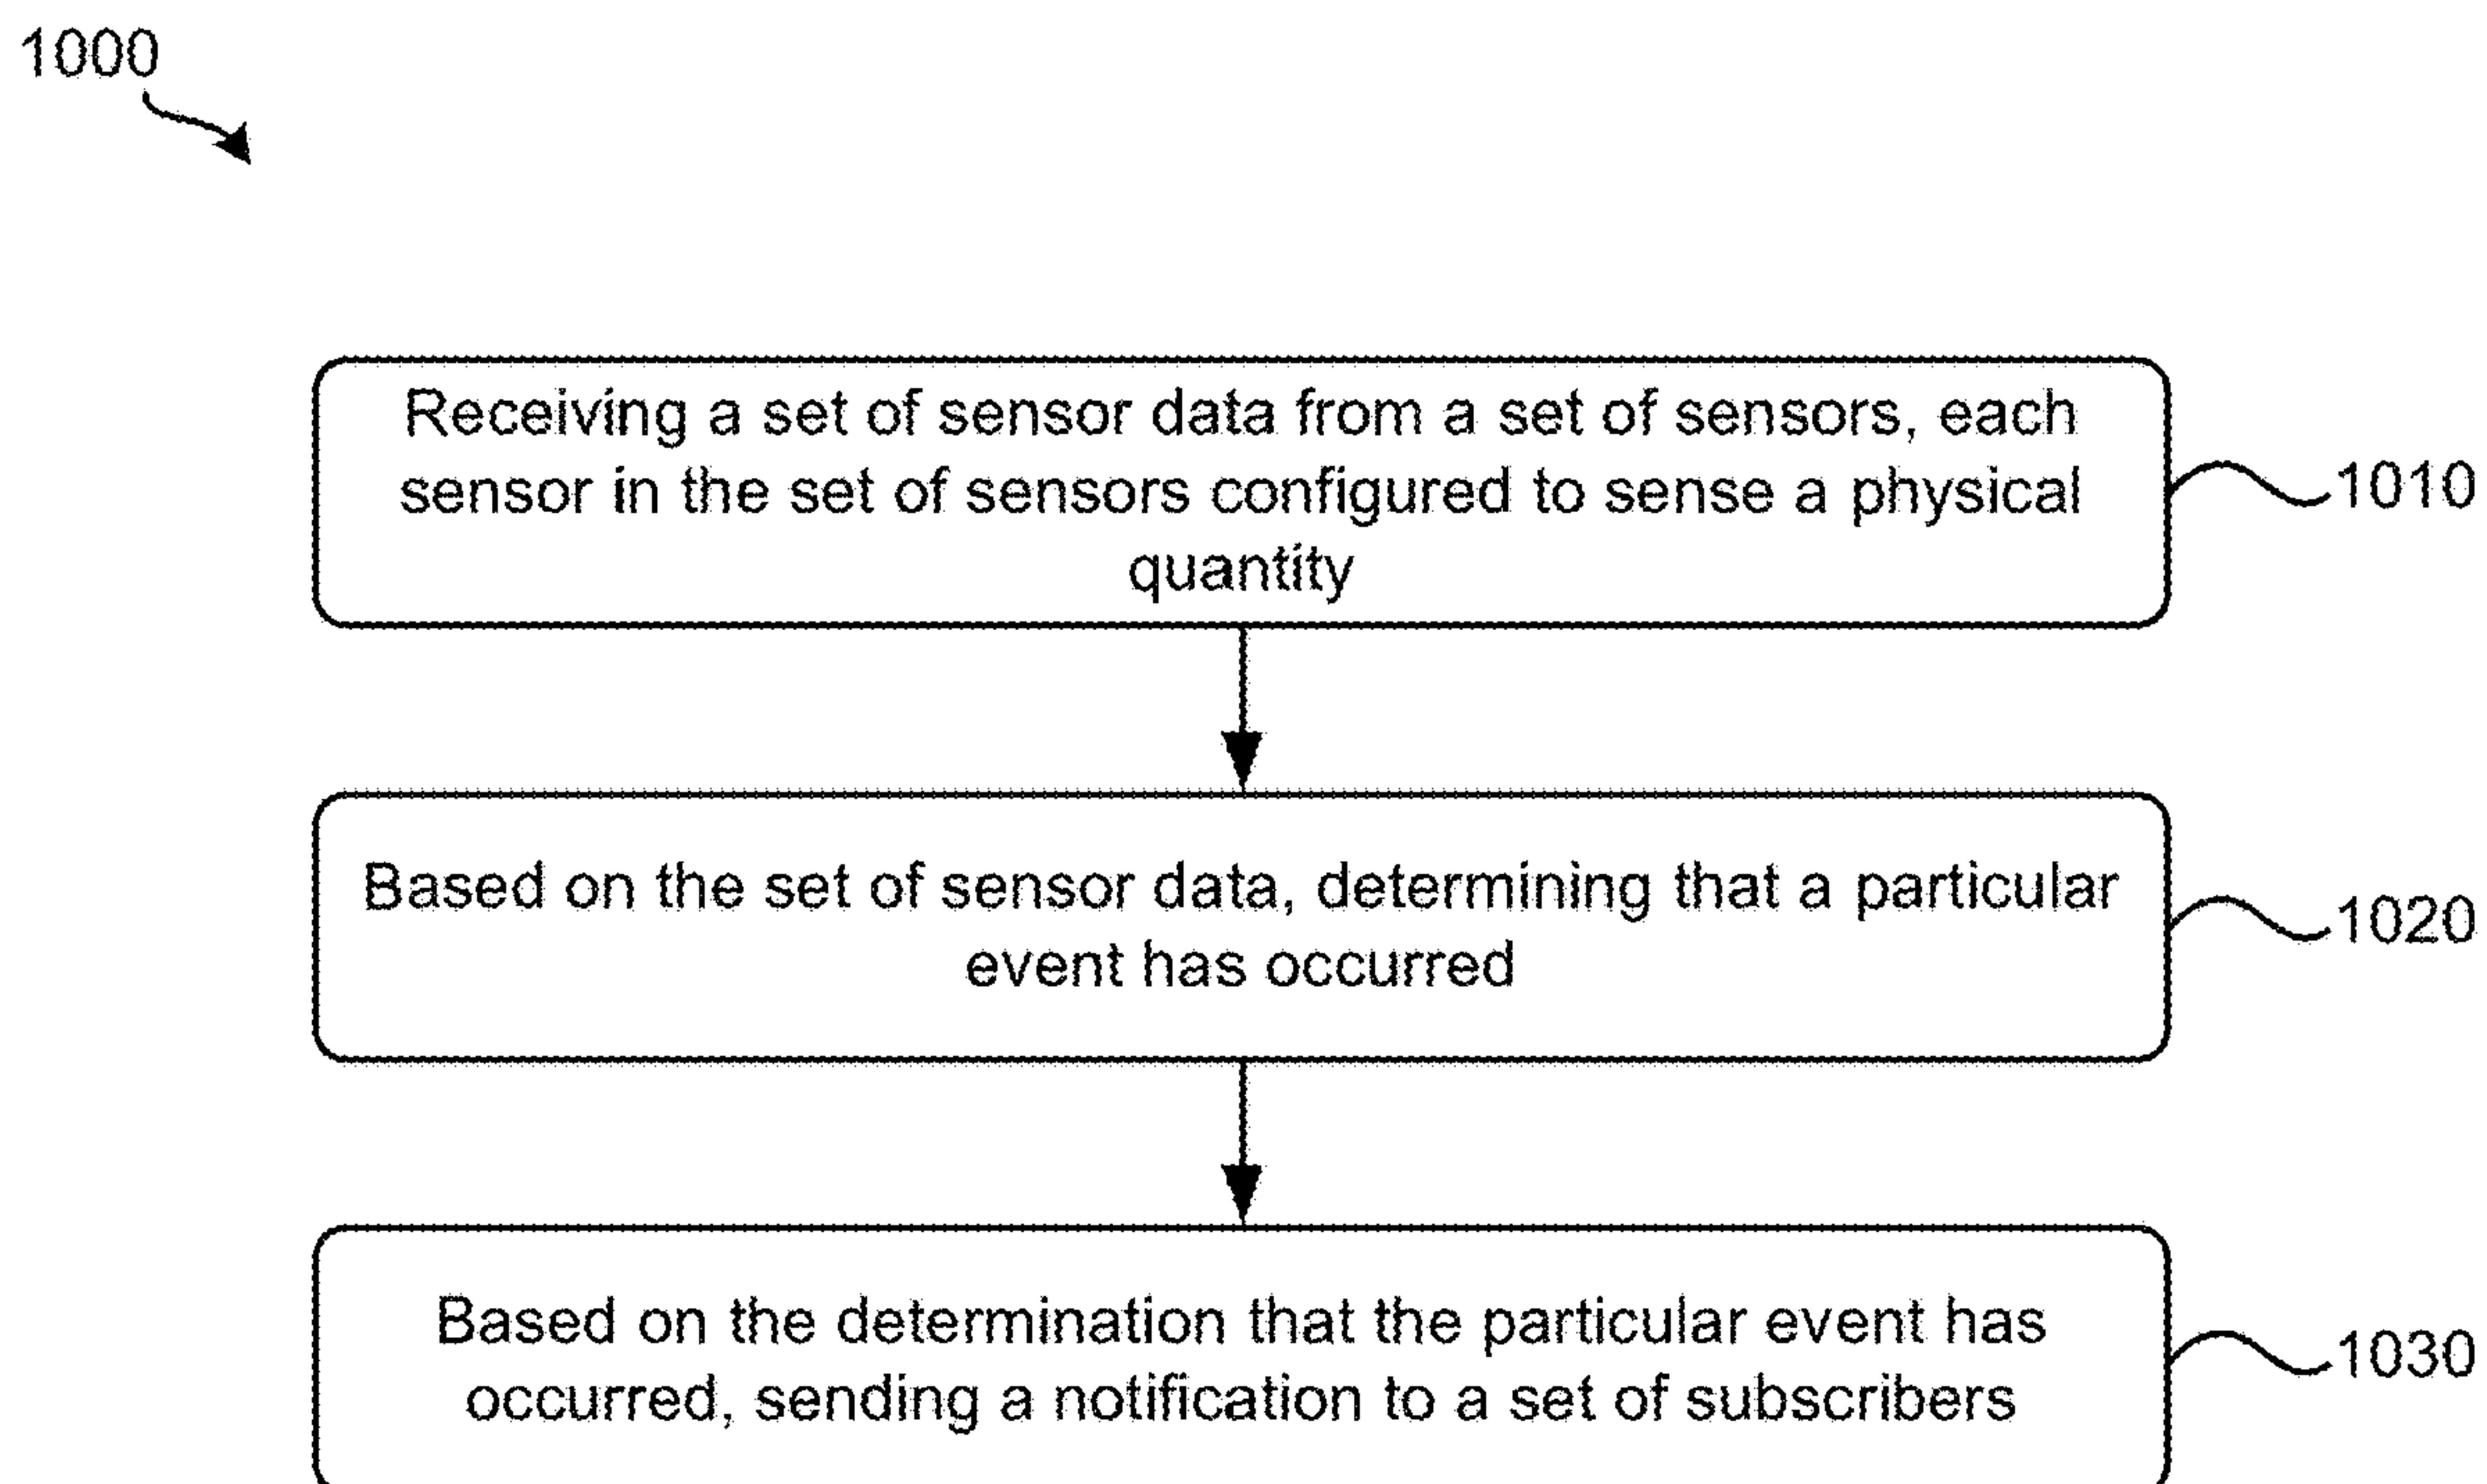 1000
Receiving a set of sensor data from a set of sensors, each
sensor in the set of sensors configured to sense a physical
quantity
1010
Based on the set of sensor data, determining that a particular
event has occurred
1020
Based on the determination that the particular event has
occurred, sending a notification to a set of subscribers
1030